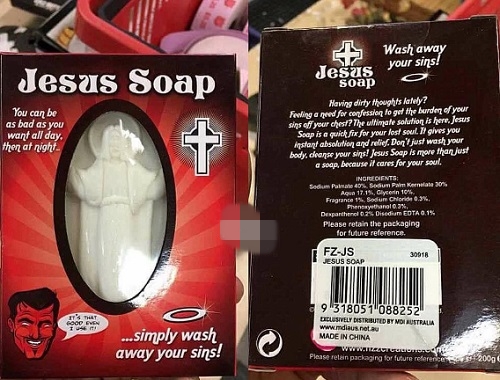 Jesus Soap
You can be
as bad as you
want all day,
then at night..
IT'S THAT
GOOD EVEN
I USE IT!
...simply wash
away your sins!
Jesus
soap
Wash away
your sins!
Having dirty thoughts lately?
Feeling a need for confession to get the burden of your
sins off your chest? The ultimate solution is here. Jesus
Soap is a quick fix for your lost soul. It gives you
instant absolution and relief. Don't just wash your
body, cleanse your sins! Jesus Soap is more than just
a soap, because it cares for your soul.
INGREDIENTS:
Sodium Palmate 40%, Sodium Palm Kernelate 30%
Aqua 17.1%, Glycerin 10%,
Fragrance 1%, Sodium Chloride 0.3%,
Phenoxyethanol 0.3%,
Dexpanthenol 0.2% Disodium EDTA 0.1%
Please retain the packaging
for future reference.
FZ-JS 30918
JESUS SOAP
9 318051 088252
EXCLUSIVELY DISTRIBUTED BY MDI AUSTRALIA
www.mdiaus.net.au
MADE IN CHINA
Please retain packaging for future reference. 200g